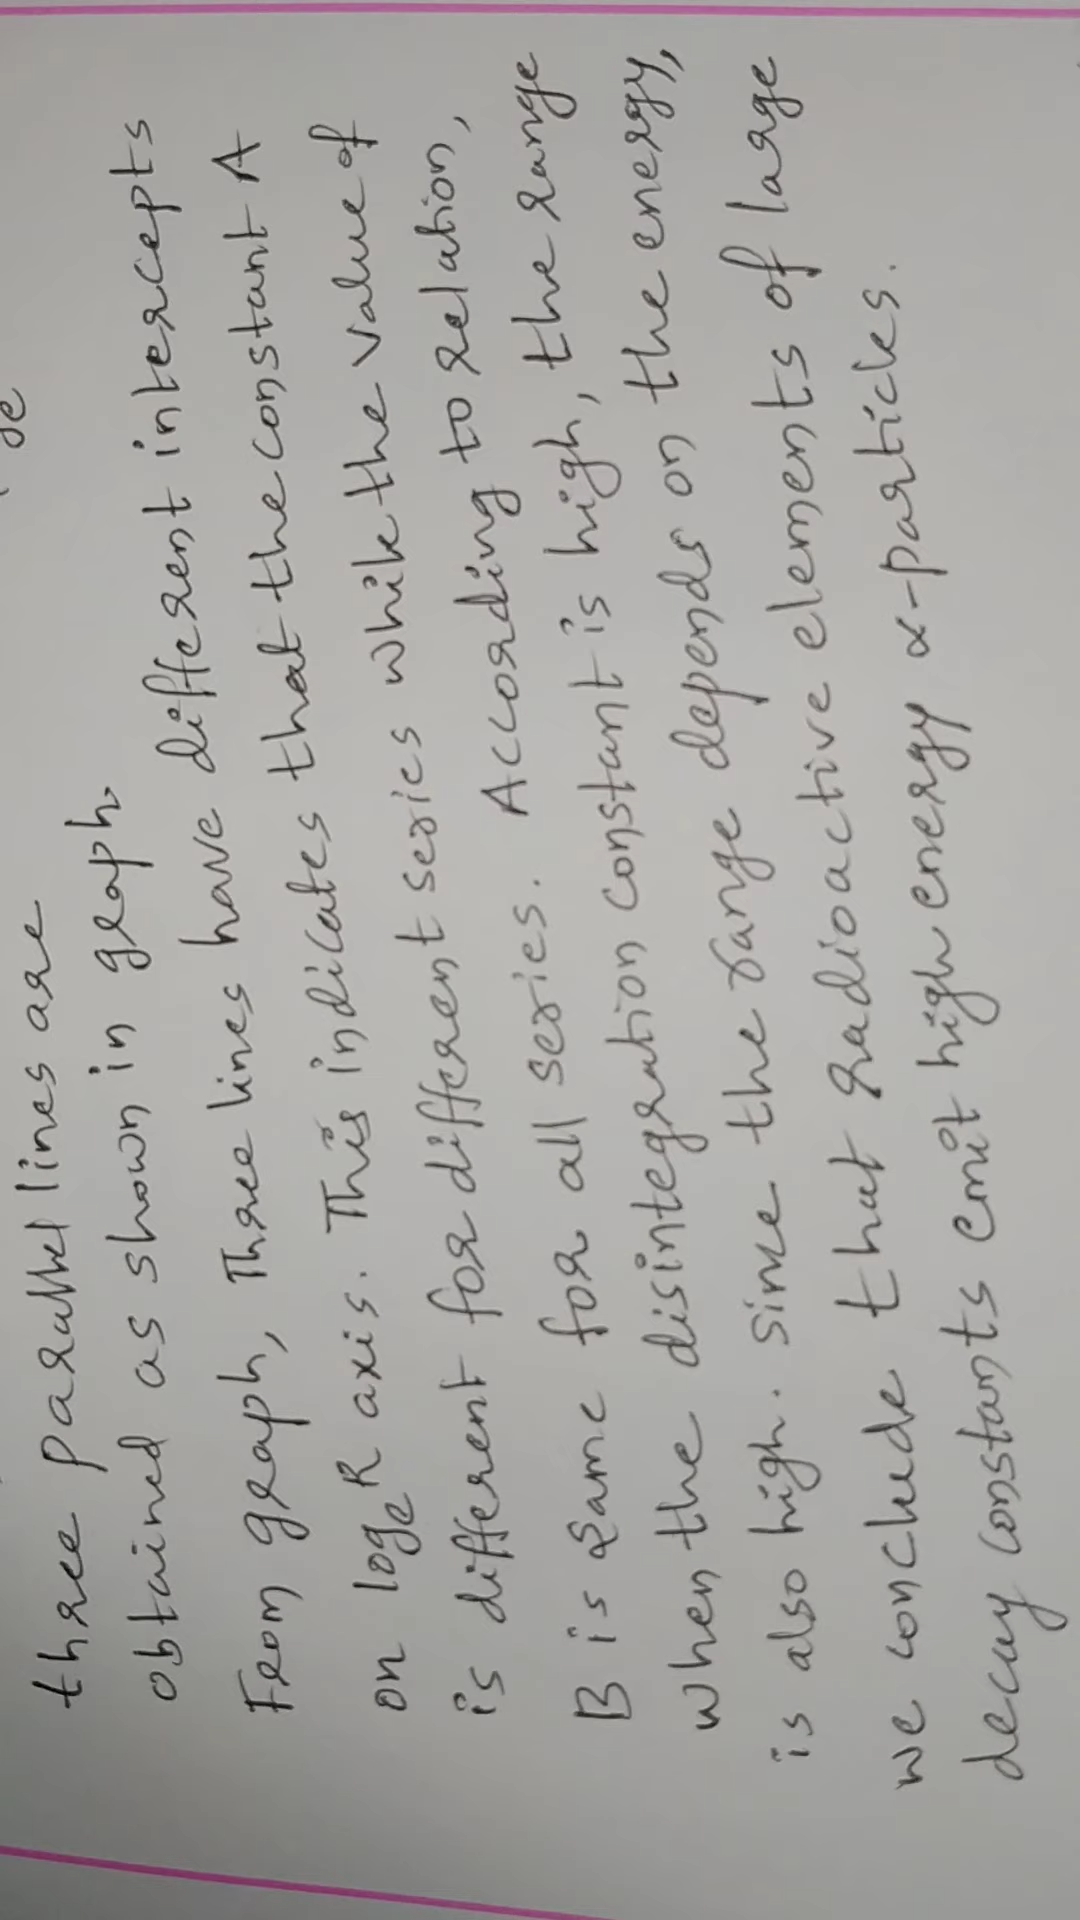 ge
three parallel lines are
obtained as shown in graph.
From graph, Three lines have different intercepts
on logeR axis. This indicates that the constant A
is different for different series while the value of
B is same for all series. According to relation,
when the disintegration constant is high, the range
is also high. Since the range depends on the energy,
we conclude that radioactive elements of large
decay constants emit high energy α-particles.